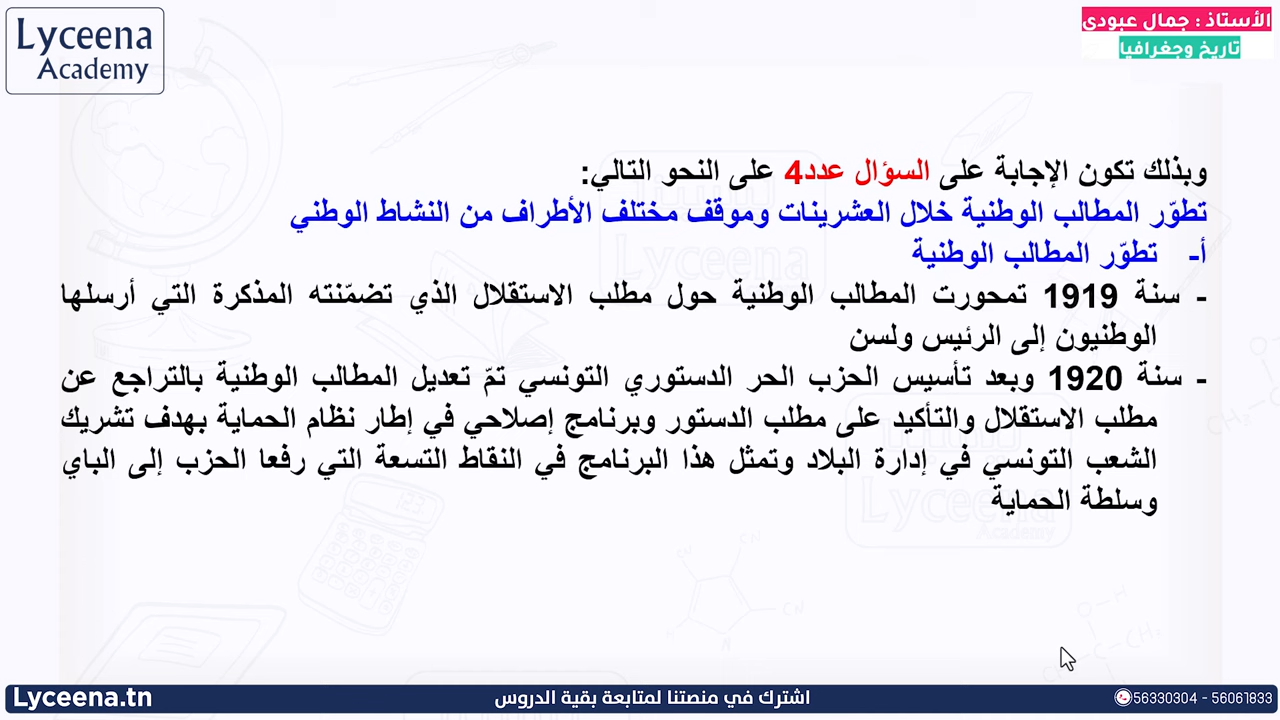 Lyceena
Academy
الأستاذ : جمال عبودي
تاريخ وجغرافيا
وبذلك تكون الإجابة على السؤال عدد4 على النحو التالي:
تطوّر المطالب الوطنية خلال العشرينات وموقف مختلف الأطراف من النشاط الوطني
أ- تطوّر المطالب الوطنية
- سنة 1919 تمحورت المطالب الوطنية حول مطلب الاستقلال الذي تضمّنته المذكرة التي أرسلها
الوطنيون إلى الرئيس ولسن
- سنة 1920 وبعد تأسيس الحزب الحر الدستوري التونسي تمّ تعديل المطالب الوطنية بالتراجع عن
مطلب الاستقلال والتأكيد على مطلب الدستور وبرنامج إصلاحي في إطار نظام الحماية بهدف تشريك
الشعب التونسي في إدارة البلاد وتمثل هذا البرنامج في النقاط التسعة التي رفعا الحزب إلى الباي
وسلطة الحماية
Lyceena.tn
اشترك في منصتنا لمتابعة بقية الدروس
56330304 - 56061833